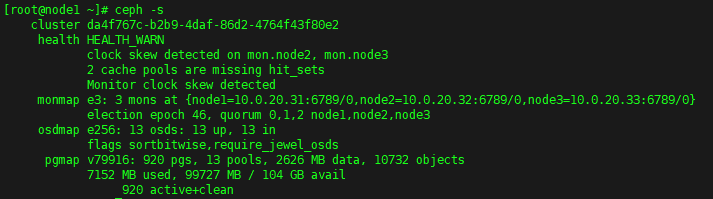 [root@node1 ~]# ceph -s
    cluster da4f767c-b2b9-4daf-86d2-4764f43f80e2
     health HEALTH_WARN
            clock skew detected on mon.node2, mon.node3
            2 cache pools are missing hit_sets
            Monitor clock skew detected
     monmap e3: 3 mons at {node1=10.0.20.31:6789/0,node2=10.0.20.32:6789/0,node3=10.0.20.33:6789/0}
            election epoch 46, quorum 0,1,2 node1,node2,node3
     osdmap e256: 13 osds: 13 up, 13 in
            flags sortbitwise,require_jewel_osds
      pgmap v79916: 920 pgs, 13 pools, 2626 MB data, 10732 objects
            7152 MB used, 99727 MB / 104 GB avail
                 920 active+clean